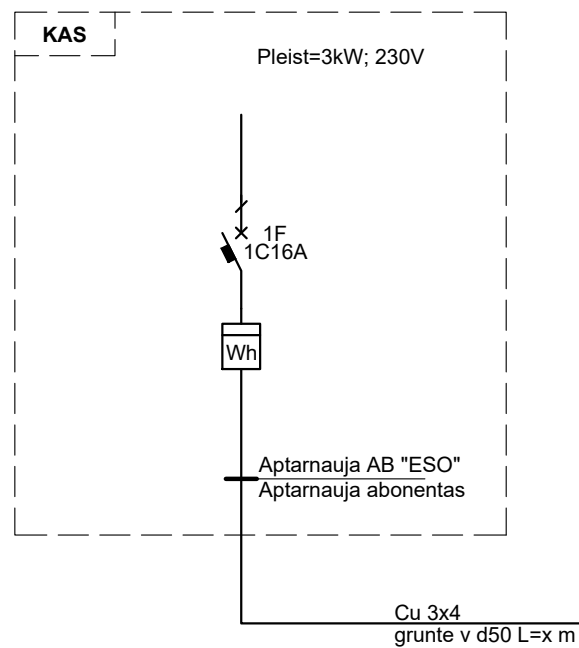 KAS
Pleist=3kW; 230V
1F
1C16A
Wh
Aptarnauja AB "ESO"
Aptarnauja abonentas
Cu 3x4
grunte v d50 L=x m